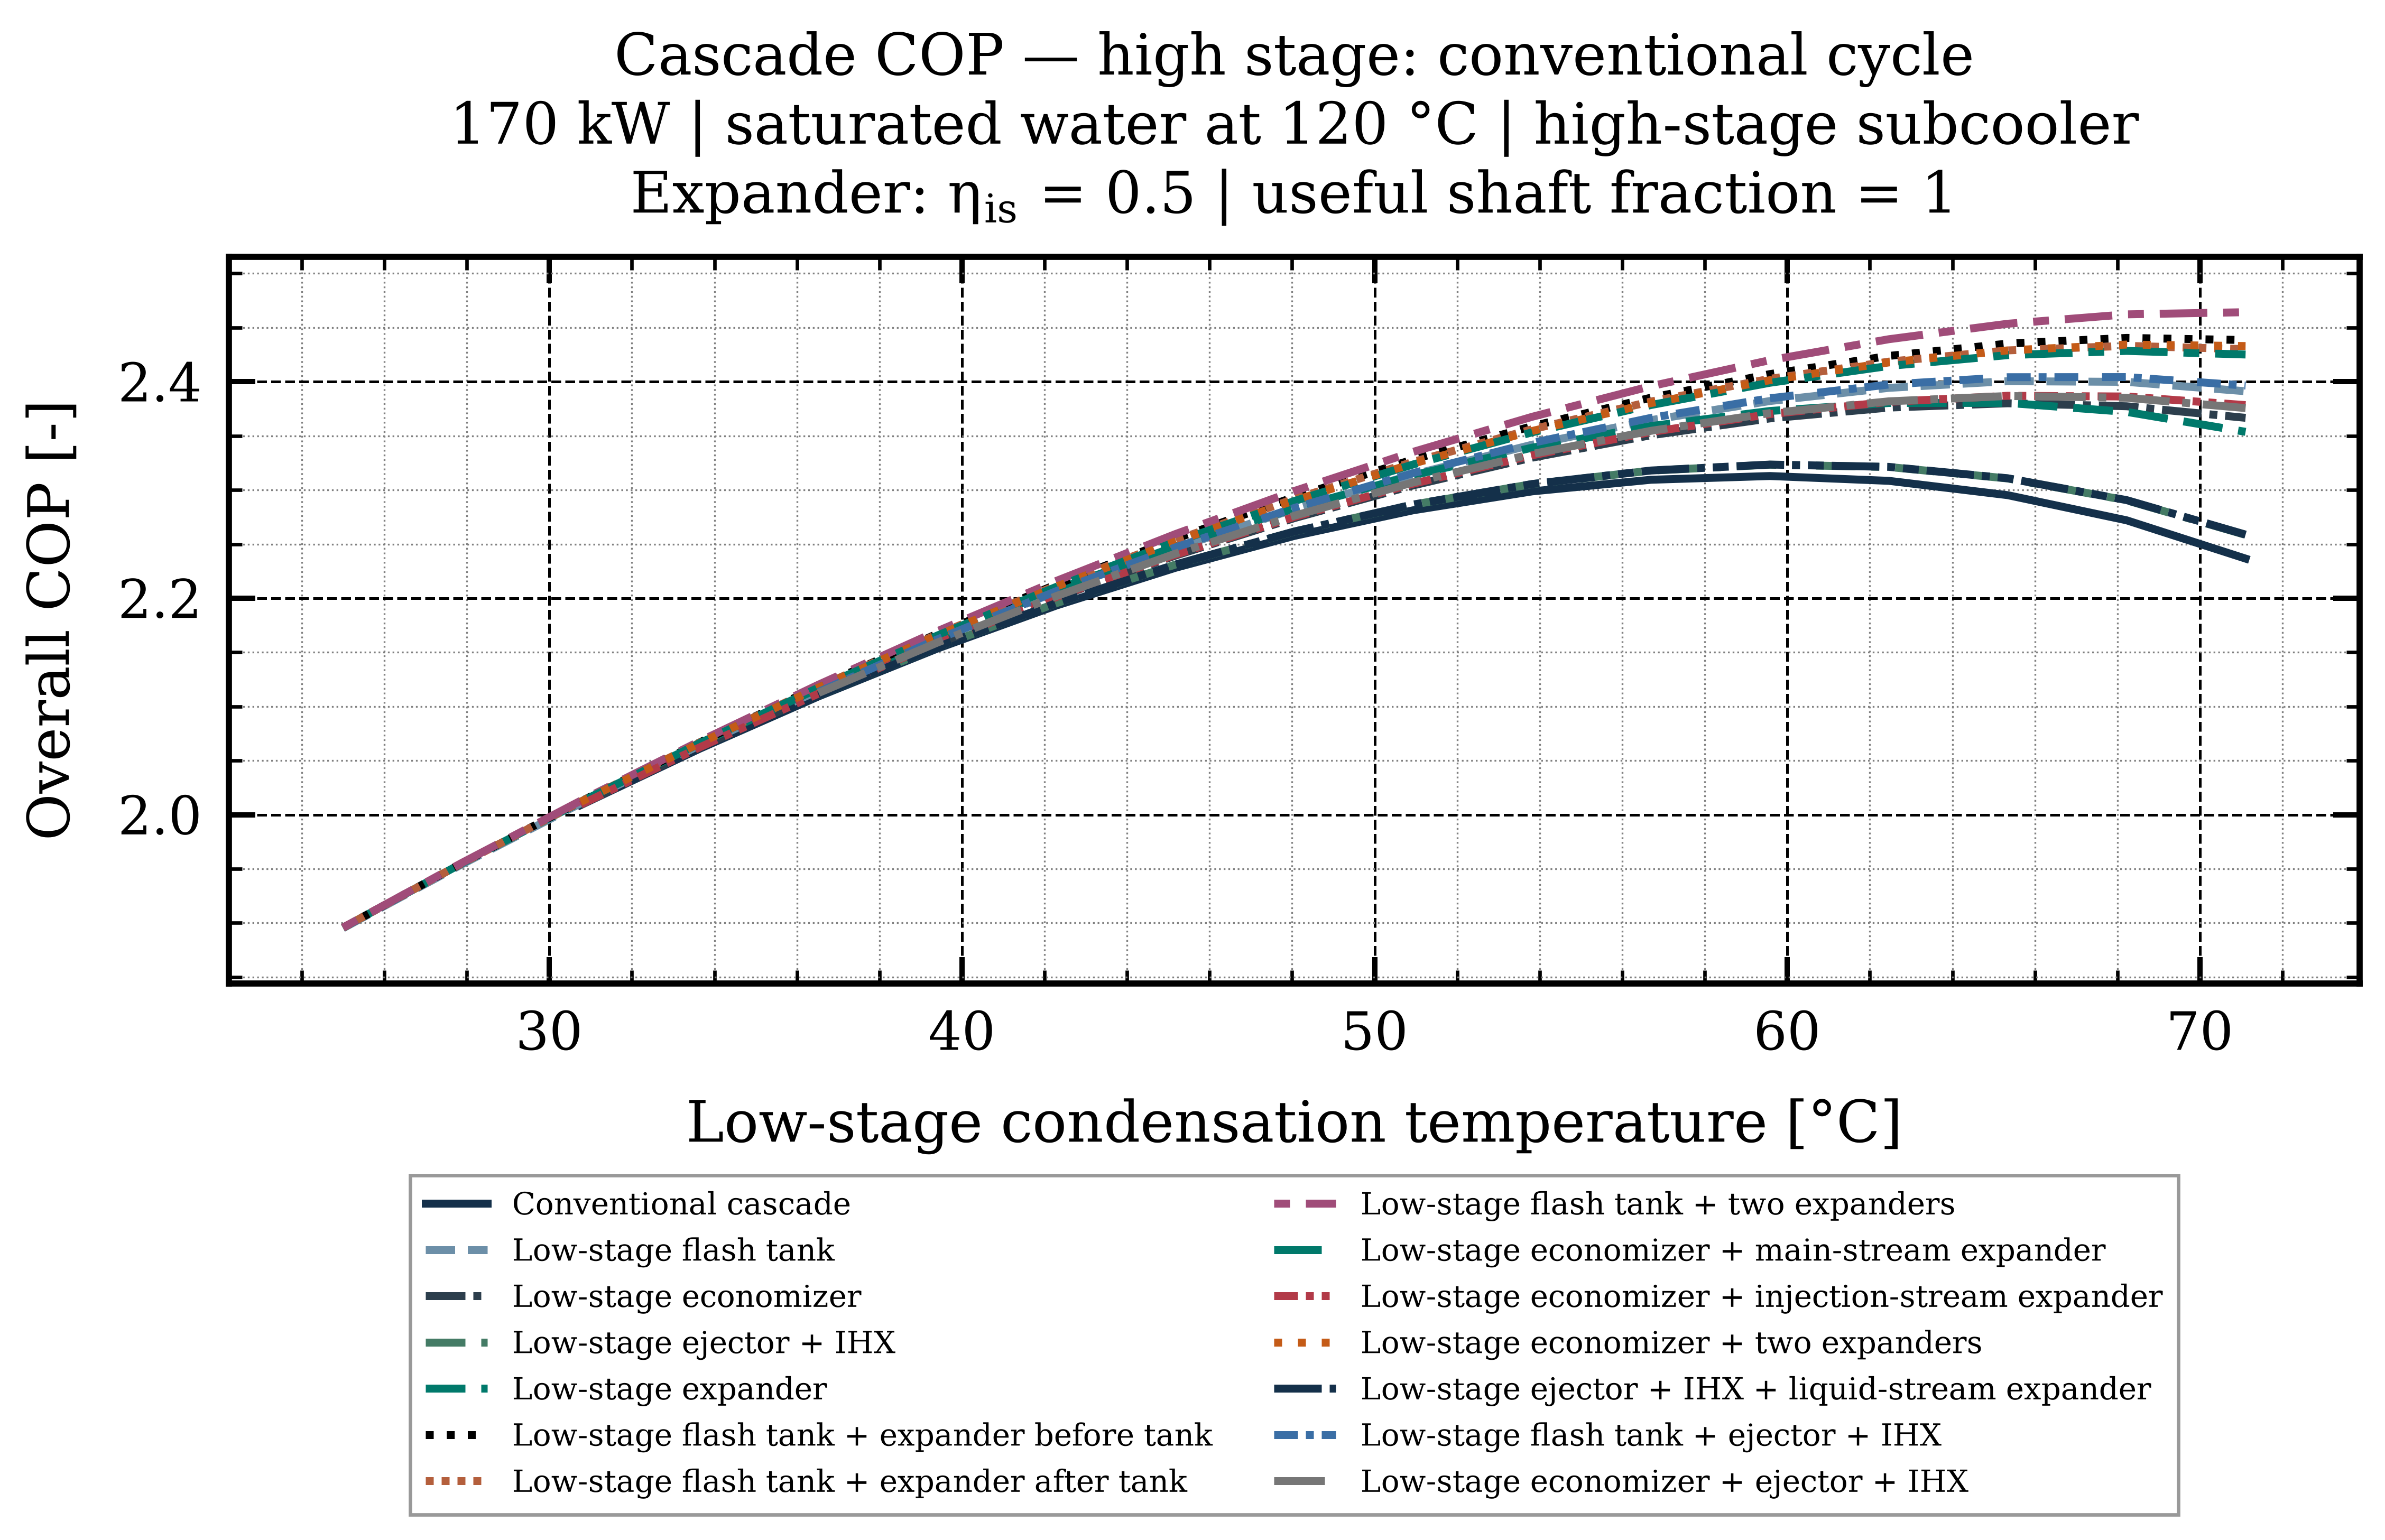 Cascade COP — high stage: conventional cycle
170 kW | saturated water at 120 °C | high-stage subcooler
Expander: ηis = 0.5 | useful shaft fraction = 1
Overall COP [-]
2.4
2.2
2.0
30 40 50 60 70
Low-stage condensation temperature [°C]
Conventional cascade
Low-stage flash tank
Low-stage economizer
Low-stage ejector + IHX
Low-stage expander
Low-stage flash tank + expander before tank
Low-stage flash tank + expander after tank
Low-stage flash tank + two expanders
Low-stage economizer + main-stream expander
Low-stage economizer + injection-stream expander
Low-stage economizer + two expanders
Low-stage ejector + IHX + liquid-stream expander
Low-stage flash tank + ejector + IHX
Low-stage economizer + ejector + IHX